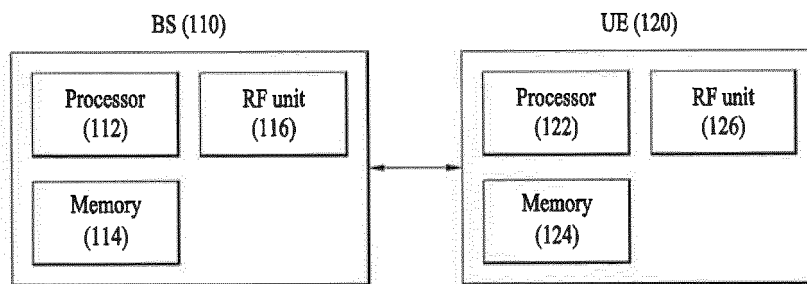 BS (110)
Processor
(112)
RF unit
(116)
Memory
(114)
UE (120)
Processor
(122)
RF unit
(126)
Memory
(124)